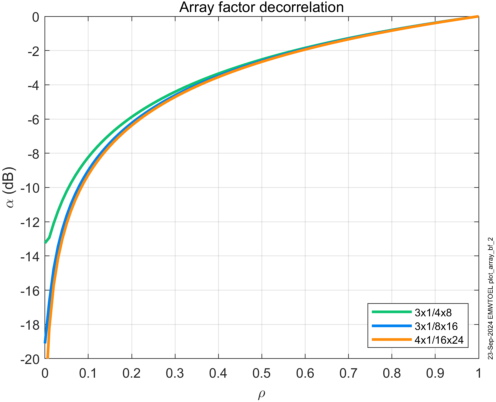 Array factor decorrelation
0
-2
-4
-6
-8
-10
-12
-14
-16
-18
-20
α (dB)
0 0.1 0.2 0.3 0.4 0.5 0.6 0.7 0.8 0.9 1
ρ
3x1/4x8
3x1/8x16
4x1/16x24
23-Sep-2024 EMWTOEL plot_array_bf_2